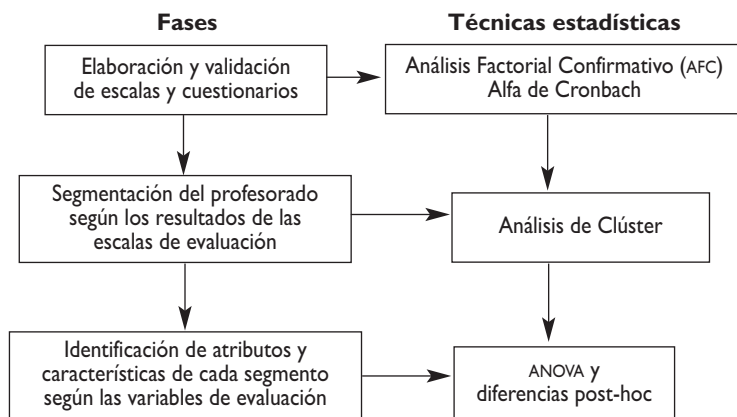 Fases
Técnicas estadísticas
Elaboración y validación
de escalas y cuestionarios
Análisis Factorial Confirmativo (AFC)
Alfa de Cronbach
Segmentación del profesorado
según los resultados de las
escalas de evaluación
Análisis de Clúster
Identificación de atributos y
características de cada segmento
según las variables de evaluación
ANOVA y
diferencias post-hoc